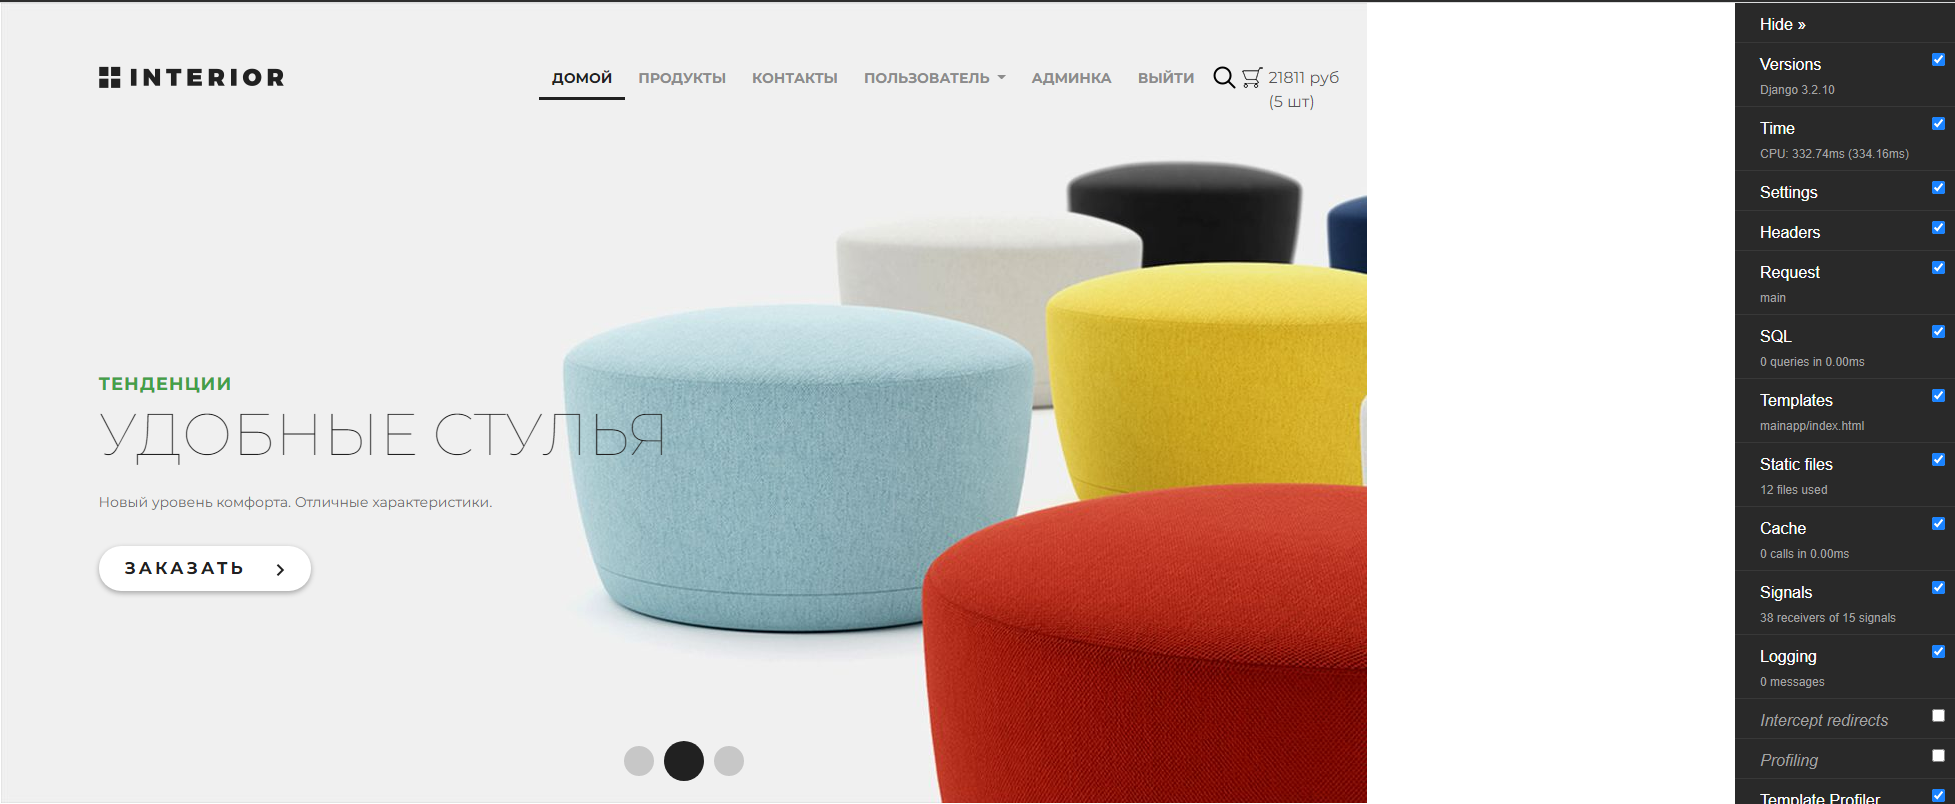 INTERIOR
ДОМОЙ ПРОДУКТЫ КОНТАКТЫ ПОЛЬЗОВАТЕЛЬ АДМИНКА ВЫЙТИ 21811 руб
(5 шт)
ТЕНДЕНЦИИ
УДОБНЫЕ СТУЛЬЯ
Новый уровень комфорта. Отличные характеристики.
ЗАКАЗАТЬ
Hide »
Versions
Django 3.2.10
Time
CPU: 332.74ms (334.16ms)
Settings
Headers
Request
main
SQL
0 queries in 0.00ms
Templates
mainapp/index.html
Static files
12 files used
Cache
0 calls in 0.00ms
Signals
38 receivers of 15 signals
Logging
0 messages
Intercept redirects
Profiling
Template Profiler